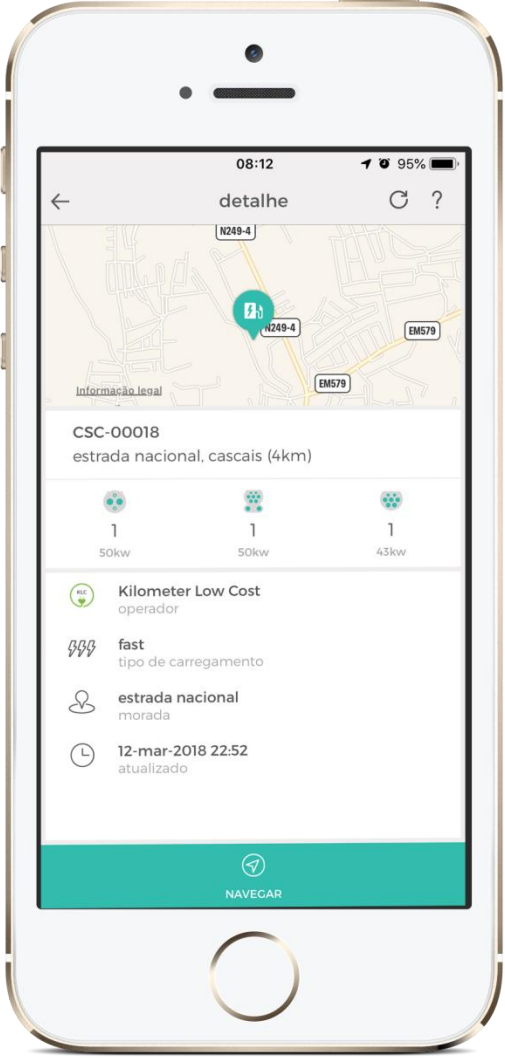 08:12
95%
detalhe
?
N249-4
N249-4
EM579
EM579
Informação legal
CSC-00018
estrada nacional, cascais (4km)
1
1
1
50kw
50kw
43kw
KLC
Kilometer Low Cost
operador
fast
tipo de carregamento
estrada nacional
morada
12-mar-2018 22:52
atualizado
NAVEGAR